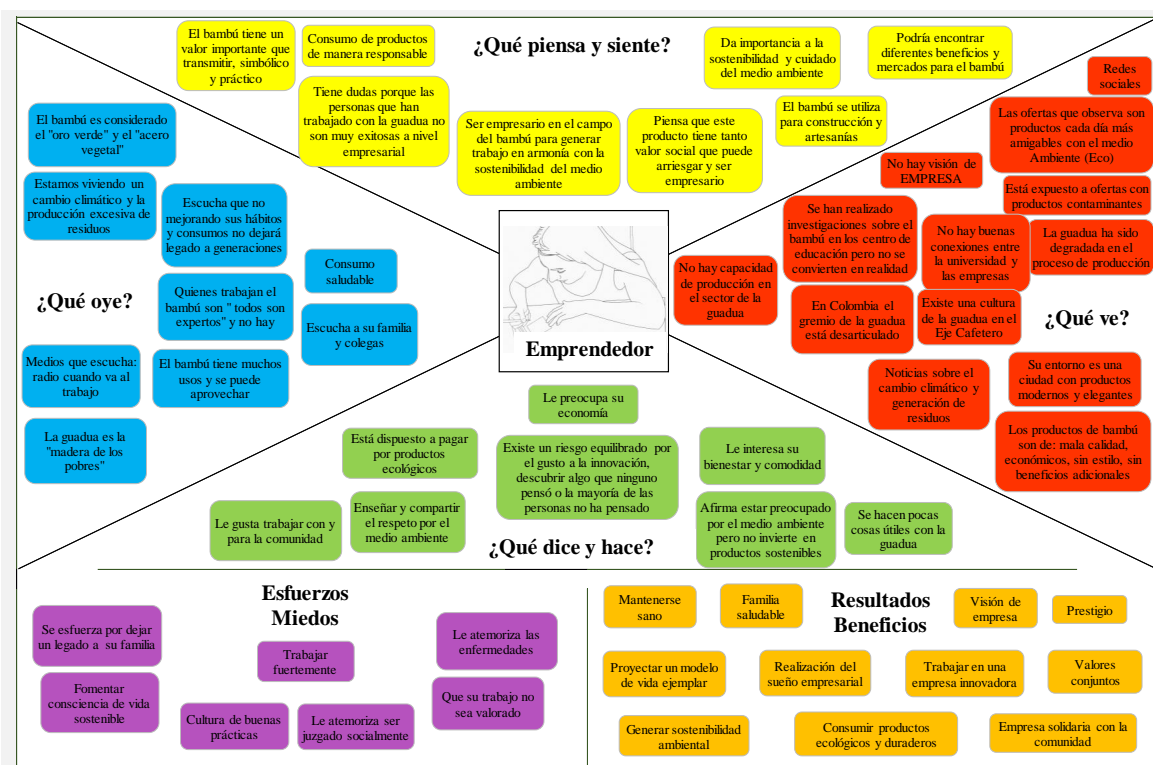 ¿Qué piensa y siente?
El bambú tiene un
valor importante que
transmitir, simbólico
y práctico
Consumo de productos
de manera responsable
Tiene dudas porque las
personas que han
trabajado con la guadua no
son muy exitosas a nivel
empresarial
Ser empresario en el campo
del bambú para generar
trabajo en armonía con la
sostenibilidad del medio
ambiente
Da importancia a la
sostenibilidad y cuidado
del medio ambiente
Podría encontrar
diferentes beneficios y
mercados para el bambú
Piensa que este
producto tiene tanto
valor social que puede
arriesgar y ser
empresario
El bambú se utiliza
para construcción y
artesanías
¿Qué oye?
El bambú es considerado
el "oro verde" y el "acero
vegetal"
Estamos viviendo un
cambio climático y la
producción excesiva de
residuos
Escucha que no
mejorando sus hábitos
y consumos no dejará
legado a generaciones
Consumo
saludable
Quienes trabajan el
bambú son " todos son
expertos" y no hay
Escucha a su familia
y colegas
Medios que escucha:
radio cuando va al
trabajo
El bambú tiene muchos
usos y se puede
aprovechar
La guadua es la
"madera de los
pobres"
Emprendedor
¿Qué ve?
Redes
sociales
Las ofertas que observa son
productos cada día más
amigables con el medio
Ambiente (Eco)
No hay visión de
EMPRESA
Está expuesto a ofertas con
productos contaminantes
Se han realizado
investigaciones sobre el
bambú en los centro de
educación pero no se
convierten en realidad
No hay buenas
conexiones entre
la universidad y
las empresas
La guadua ha sido
degradada en el
proceso de producción
No hay capacidad
de producción en
el sector de la
guadua
En Colombia el
gremio de la guadua
está desarticulado
Existe una cultura
de la guadua en el
Eje Cafetero
Noticias sobre el
cambio climático y
generación de
residuos
Su entorno es una
ciudad con productos
modernos y elegantes
Los productos de bambú
son de: mala calidad,
económicos, sin estilo, sin
beneficios adicionales
¿Qué dice y hace?
Le preocupa su
economía
Está dispuesto a pagar
por productos
ecológicos
Existe un riesgo equilibrado por
el gusto a la innovación,
descubrir algo que ninguno
pensó o la mayoría de las
personas no ha pensado
Le interesa su
bienestar y comodidad
Le gusta trabajar con y
para la comunidad
Enseñar y compartir
el respeto por el
medio ambiente
Afirma estar preocupado
por el medio ambiente
pero no invierte en
productos sostenibles
Se hacen pocas
cosas útiles con la
guadua
Esfuerzos
Miedos
Se esfuerza por dejar
un legado a su familia
Trabajar
fuertemente
Le atemoriza las
enfermedades
Fomentar
consciencia de vida
sostenible
Cultura de buenas
prácticas
Le atemoriza ser
juzgado socialmente
Que su trabajo no
sea valorado
Resultados
Beneficios
Mantenerse
sano
Familia
saludable
Visión de
empresa
Prestigio
Proyectar un modelo
de vida ejemplar
Realización del
sueño empresarial
Trabajar en una
empresa innovadora
Valores
conjuntos
Generar sostenibilidad
ambiental
Consumir productos
ecológicos y duraderos
Empresa solidaria con la
comunidad